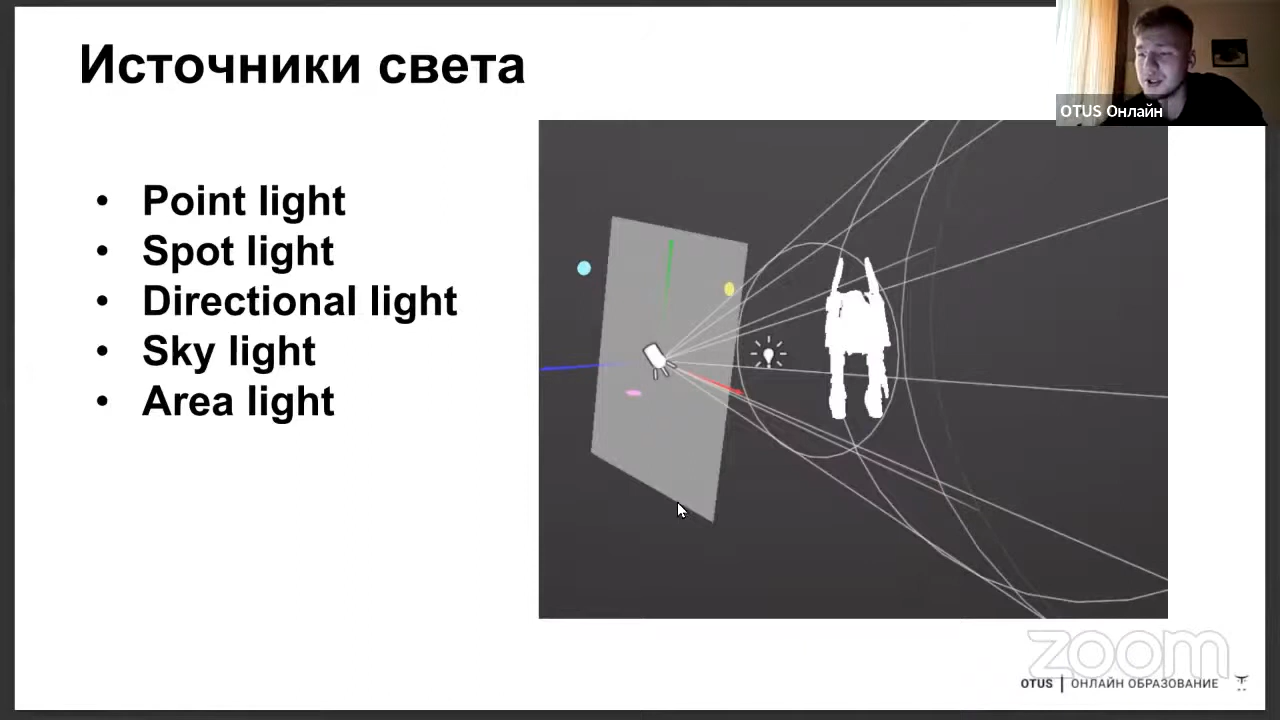 Источники света
OTUS Онлайн
• Point light
• Spot light
• Directional light
• Sky light
• Area light
zoom
OTUS | ОНЛАЙН ОБРАЗОВАНИЕ